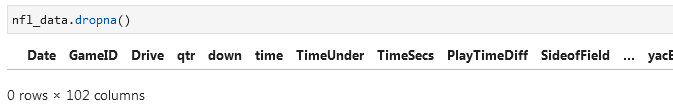 nfl_data.dropna()
Date GameID Drive qtr down time TimeUnder TimeSecs PlayTimeDiff SideofField ...
0 rows × 102 columns